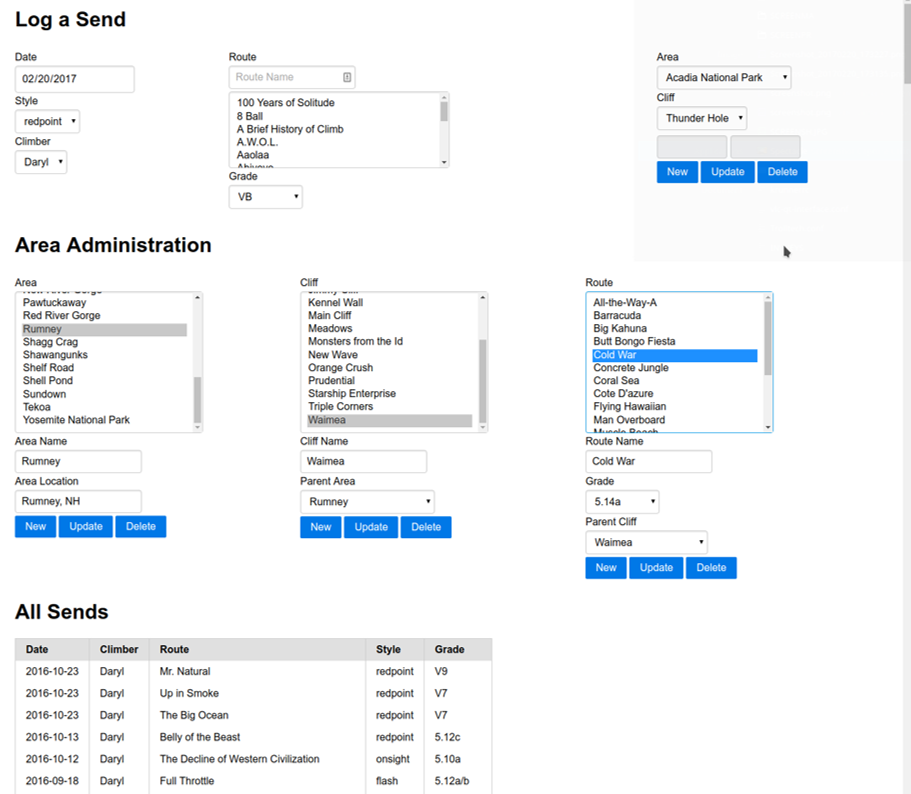 Log a Send
Date
02/20/2017
Style
redpoint
Climber
Daryl
Route
Route Name
100 Years of Solitude
8 Ball
A Brief History of Climb
A.W.O.L.
Aaolaa
Grade
VB
Area
Acadia National Park
Cliff
Thunder Hole
New Update Delete
Area Administration
Area
New River Gorge
Pawtuckaway
Red River Gorge
Rumney
Shagg Crag
Shawangunks
Shelf Road
Shell Pond
Sundown
Tekoa
Yosemite National Park
Area Name
Rumney
Area Location
Rumney, NH
New Update Delete
Cliff
Kennel Wall
Main Cliff
Meadows
Monsters from the Id
New Wave
Orange Crush
Prudential
Starship Enterprise
Triple Corners
Waimea
Cliff Name
Waimea
Parent Area
Rumney
New Update Delete
Route
All-the-Way-A
Barracuda
Big Kahuna
Butt Bongo Fiesta
Cold War
Concrete Jungle
Coral Sea
Cote D'azure
Flying Hawaiian
Man Overboard
Muscle Beach
Route Name
Cold War
Grade
5.14a
Parent Cliff
Waimea
New Update Delete
All Sends
Date Climber Route Style Grade
2016-10-23 Daryl Mr. Natural redpoint V9
2016-10-23 Daryl Up in Smoke redpoint V7
2016-10-23 Daryl The Big Ocean redpoint V7
2016-10-13 Daryl Belly of the Beast redpoint 5.12c
2016-10-12 Daryl The Decline of Western Civilization onsight 5.10a
2016-09-18 Daryl Full Throttle flash 5.12a/b